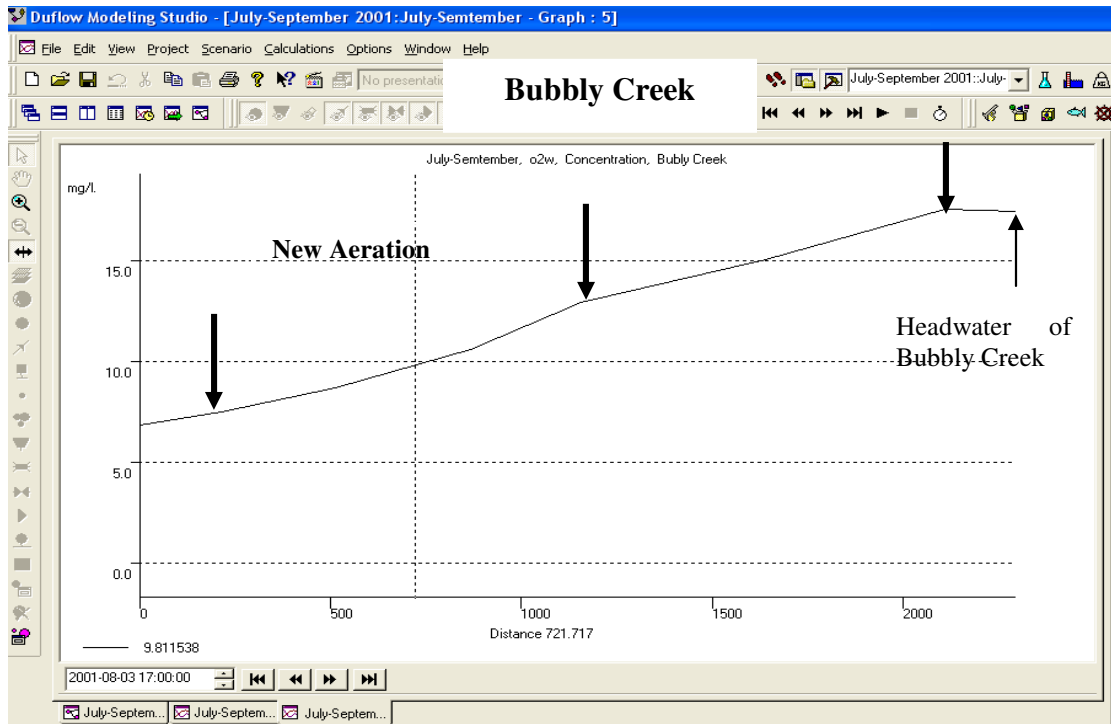 Duflow Modeling Studio - [July-September 2001:July-Semtember - Graph : 5]
File Edit View Project Scenario Calculations Options Window Help
No presentatic
Bubbly Creek
July-September 2001::July-
July-Semtember, o2w, Concentration, Bubly Creek
mg/l.
New Aeration
15.0
Headwater of
Bubbly Creek
10.0
5.0
0.0
0 500 1000 1500 2000
Distance 721.717
9.811538
2001-08-03 17:00:00
July-Septem... July-Septem... July-Septem...